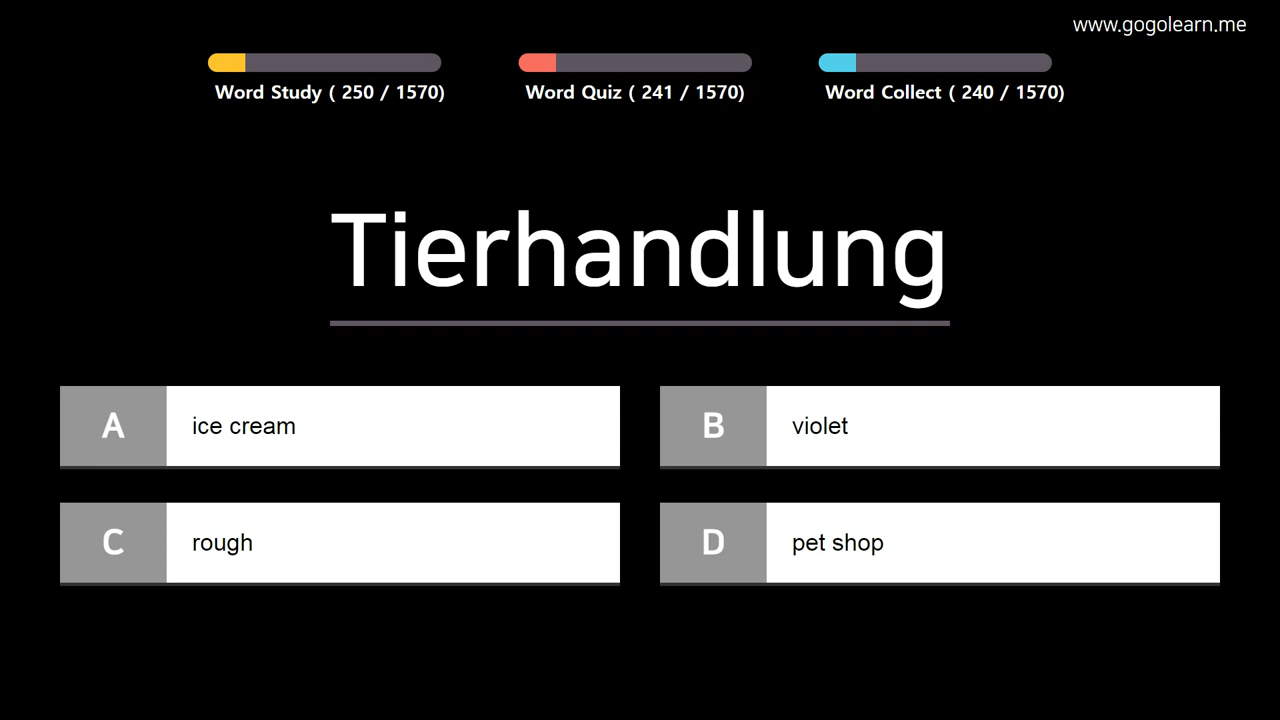 www.gogolearn.me
Word Study ( 250 / 1570)
Word Quiz ( 241 / 1570)
Word Collect ( 240 / 1570)
Tierhandlung
A ice cream
B violet
C rough
D pet shop